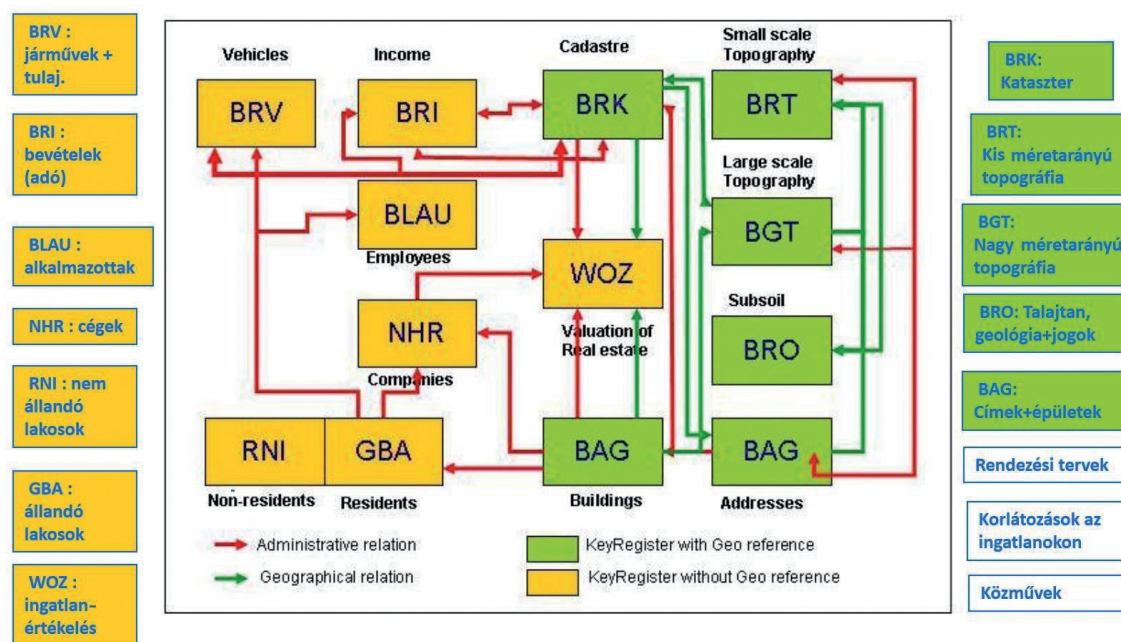 BRV :
járművek +
tulaj.
BRI :
bevételek
(adó)
BLAU :
alkalmazottak
NHR : cégek
RNI : nem
állandó
lakosok
GBA :
állandó
lakosok
WOZ :
ingatlan-
értékelés
Vehicles
Income
Cadastre
Small scale
Topography
BRV
BRI
BRK
BRT
Large scale
Topography
BLAU
Employees
BGT
WOZ
Valuation of
Real estate
Subsoil
NHR
Companies
BRO
RNI
GBA
BAG
BAG
Non-residents
Residents
Buildings
Addresses
Administrative relation
Geographical relation
KeyRegister with Geo reference
KeyRegister without Geo reference
BRK:
Kataszter
BRT:
Kis méretarányú
topográfia
BGT:
Nagy méretarányú
topográfia
BRO: Talajtan,
geológia+jogok
BAG:
Címek+épületek
Rendezési tervek
Korlátozások az
ingatlanokon
Közművek